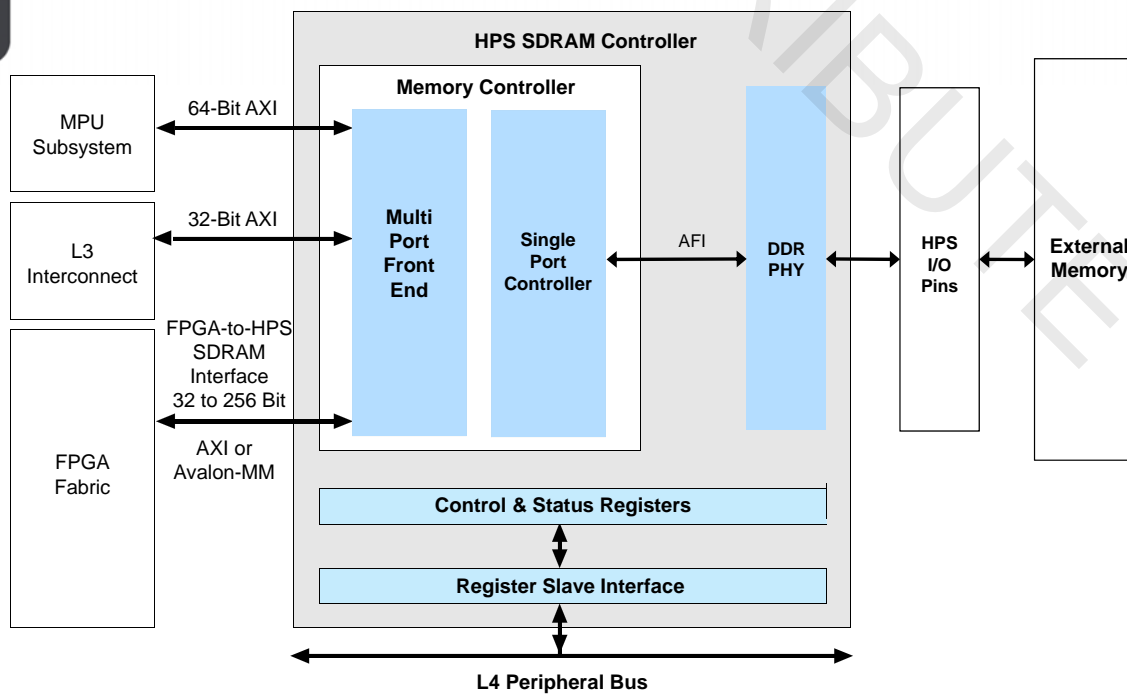 HPS SDRAM Controller
Memory Controller
MPU
Subsystem
64-Bit AXI
L3
Interconnect
32-Bit AXI
FPGA-to-HPS
SDRAM
Interface
32 to 256 Bit
AXI or
Avalon-MM
FPGA
Fabric
Multi
Port
Front
End
Single
Port
Controller
AFI
DDR
PHY
HPS
I/O
Pins
External
Memory
Control & Status Registers
Register Slave Interface
L4 Peripheral Bus
IBUTE